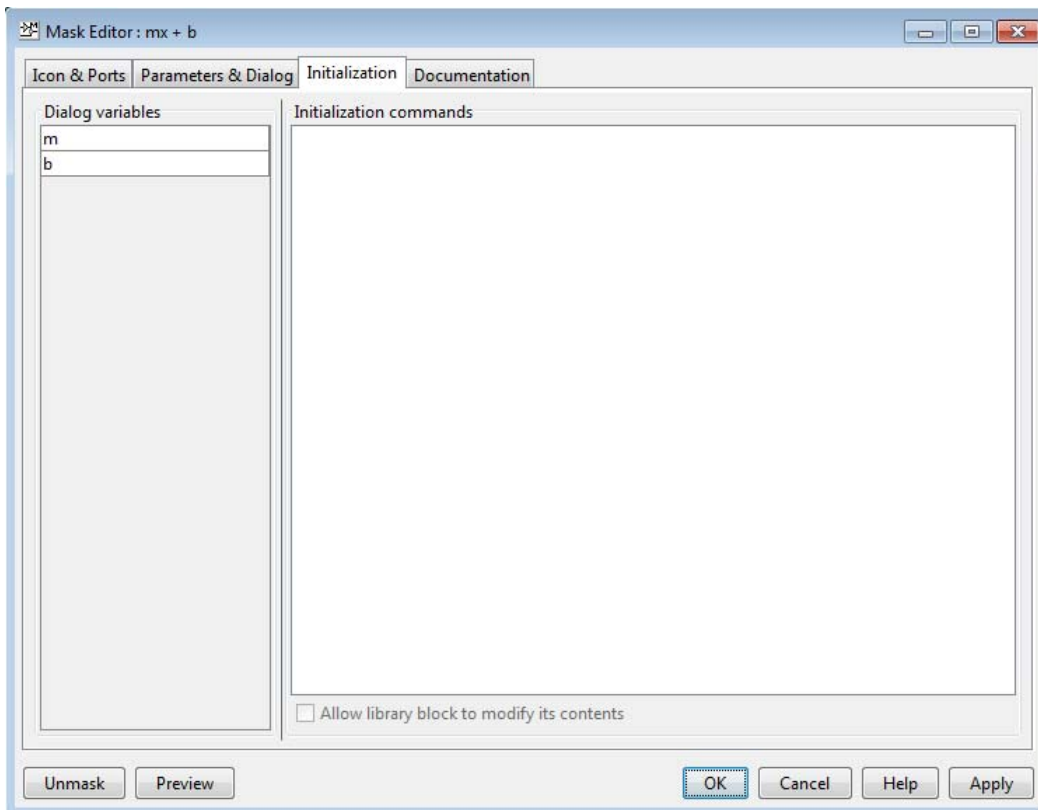 Mask Editor : mx + b
Icon & Ports Parameters & Dialog Initialization Documentation
Dialog variables Initialization commands
m
b
Allow library block to modify its contents
Unmask Preview OK Cancel Help Apply